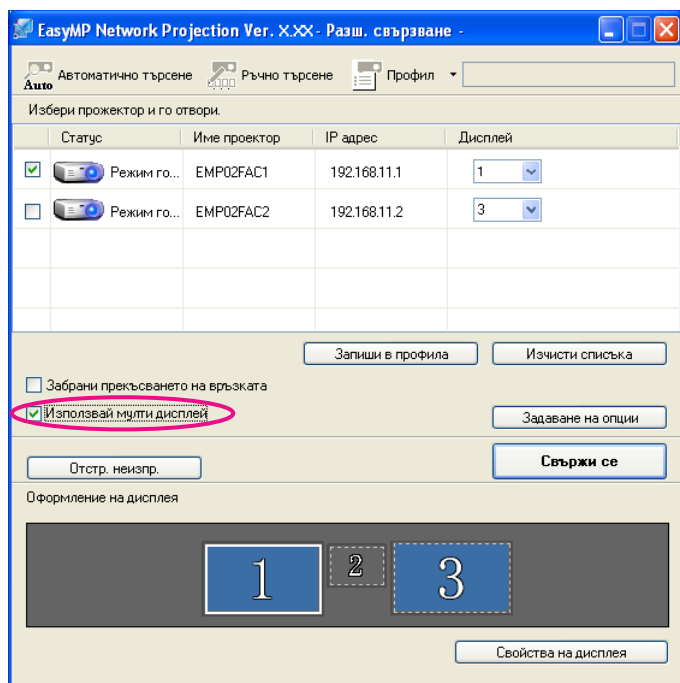 EasyMP Network Projection Ver. X.XX - Разш. свързване -
Auto Автоматично търсене Ръчно търсене Профил
Избери прожектор и го отвори.
Статус Име проектор IP адрес Дисплей
Режим го... EMP02FAC1 192.168.11.1 1
Режим го... EMP02FAC2 192.168.11.2 3
Запиши в профила Изчисти списъка
Забрани прекъсването на връзката
Използвай мулти дисплей Задаване на опции
Отстр. неизпр. Свържи се
Оформление на дисплея
1 2 3
Свойства на дисплея